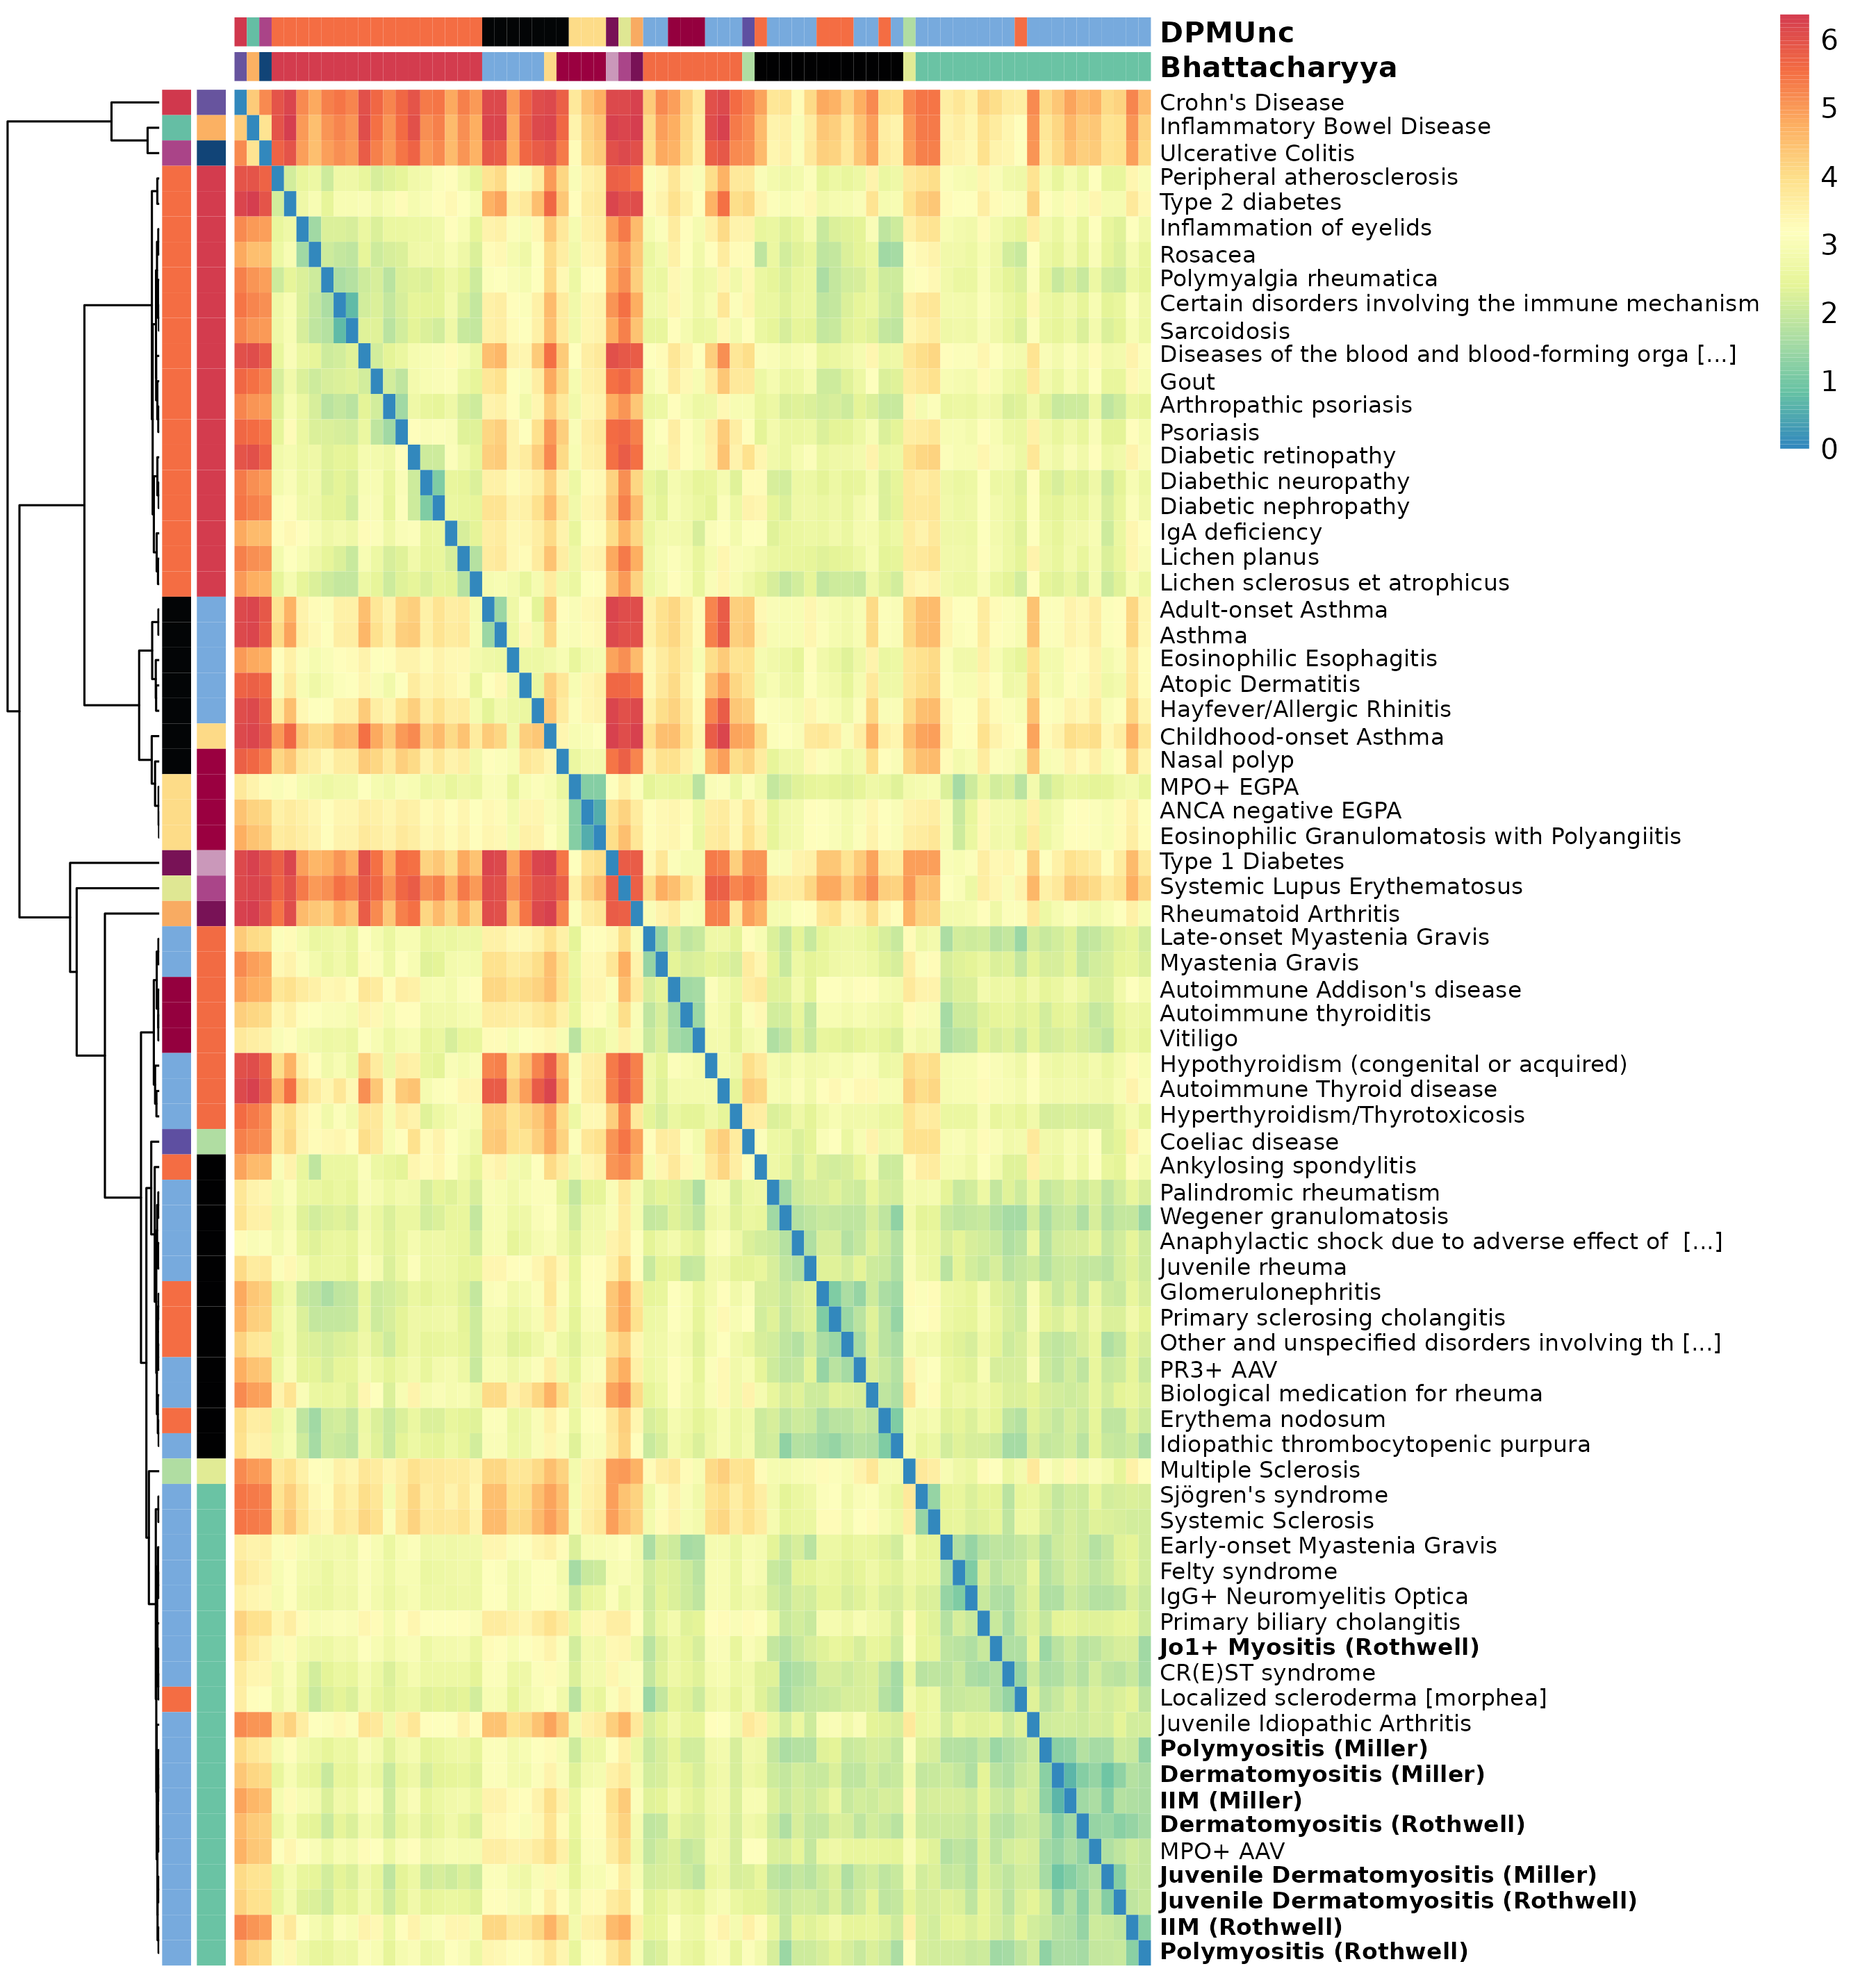 DPMUnc
Bhattacharyya
6
5
4
3
2
1
0
Crohn's Disease
Inflammatory Bowel Disease
Ulcerative Colitis
Peripheral atherosclerosis
Type 2 diabetes
Inflammation of eyelids
Rosacea
Polymyalgia rheumatica
Certain disorders involving the immune mechanism
Sarcoidosis
Diseases of the blood and blood-forming orga [...]
Gout
Arthropathic psoriasis
Psoriasis
Diabetic retinopathy
Diabethic neuropathy
Diabetic nephropathy
IgA deficiency
Lichen planus
Lichen sclerosus et atrophicus
Adult-onset Asthma
Asthma
Eosinophilic Esophagitis
Atopic Dermatitis
Hayfever/Allergic Rhinitis
Childhood-onset Asthma
Nasal polyp
MPO+ EGPA
ANCA negative EGPA
Eosinophilic Granulomatosis with Polyangiitis
Type 1 Diabetes
Systemic Lupus Erythematosus
Rheumatoid Arthritis
Late-onset Myastenia Gravis
Myastenia Gravis
Autoimmune Addison's disease
Autoimmune thyroiditis
Vitiligo
Hypothyroidism (congenital or acquired)
Autoimmune Thyroid disease
Hyperthyroidism/Thyrotoxicosis
Coeliac disease
Ankylosing spondylitis
Palindromic rheumatism
Wegener granulomatosis
Anaphylactic shock due to adverse effect of [...]
Juvenile rheuma
Glomerulonephritis
Primary sclerosing cholangitis
Other and unspecified disorders involving th [...]
PR3+ AAV
Biological medication for rheuma
Erythema nodosum
Idiopathic thrombocytopenic purpura
Multiple Sclerosis
Sjögren's syndrome
Systemic Sclerosis
Early-onset Myastenia Gravis
Felty syndrome
IgG+ Neuromyelitis Optica
Primary biliary cholangitis
Jo1+ Myositis (Rothwell)
CR(E)ST syndrome
Localized scleroderma [morphea]
Juvenile Idiopathic Arthritis
Polymyositis (Miller)
Dermatomyositis (Miller)
IIM (Miller)
Dermatomyositis (Rothwell)
MPO+ AAV
Juvenile Dermatomyositis (Miller)
Juvenile Dermatomyositis (Rothwell)
IIM (Rothwell)
Polymyositis (Rothwell)